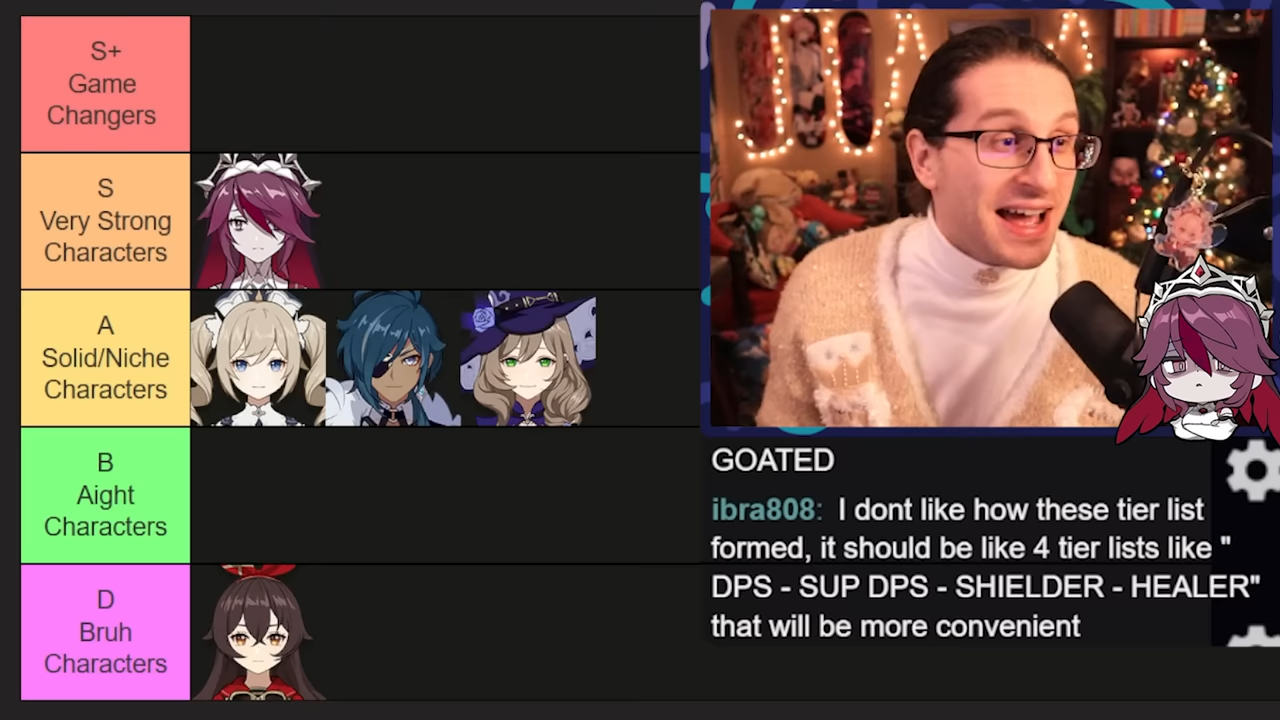 S+
Game
Changers
S
Very Strong
Characters
A
Solid/Niche
Characters
B
Aight
Characters
D
Bruh
Characters
GOATED
ibra808: I dont like how these tier list
formed, it should be like 4 tier lists like "
DPS - SUP DPS - SHIELDER - HEALER"
that will be more convenient